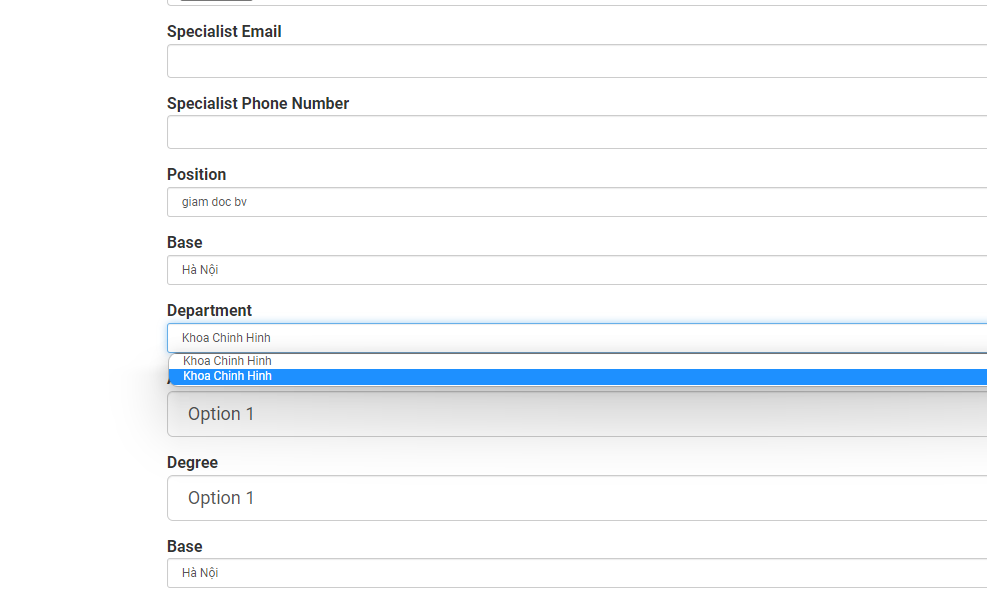 Specialist Email
Specialist Phone Number
Position
giam doc bv
Base
Hà Nội
Department
Khoa Chinh Hinh
Khoa Chinh Hinh
Khoa Chinh Hinh
Option 1
Degree
Option 1
Base
Hà Nội